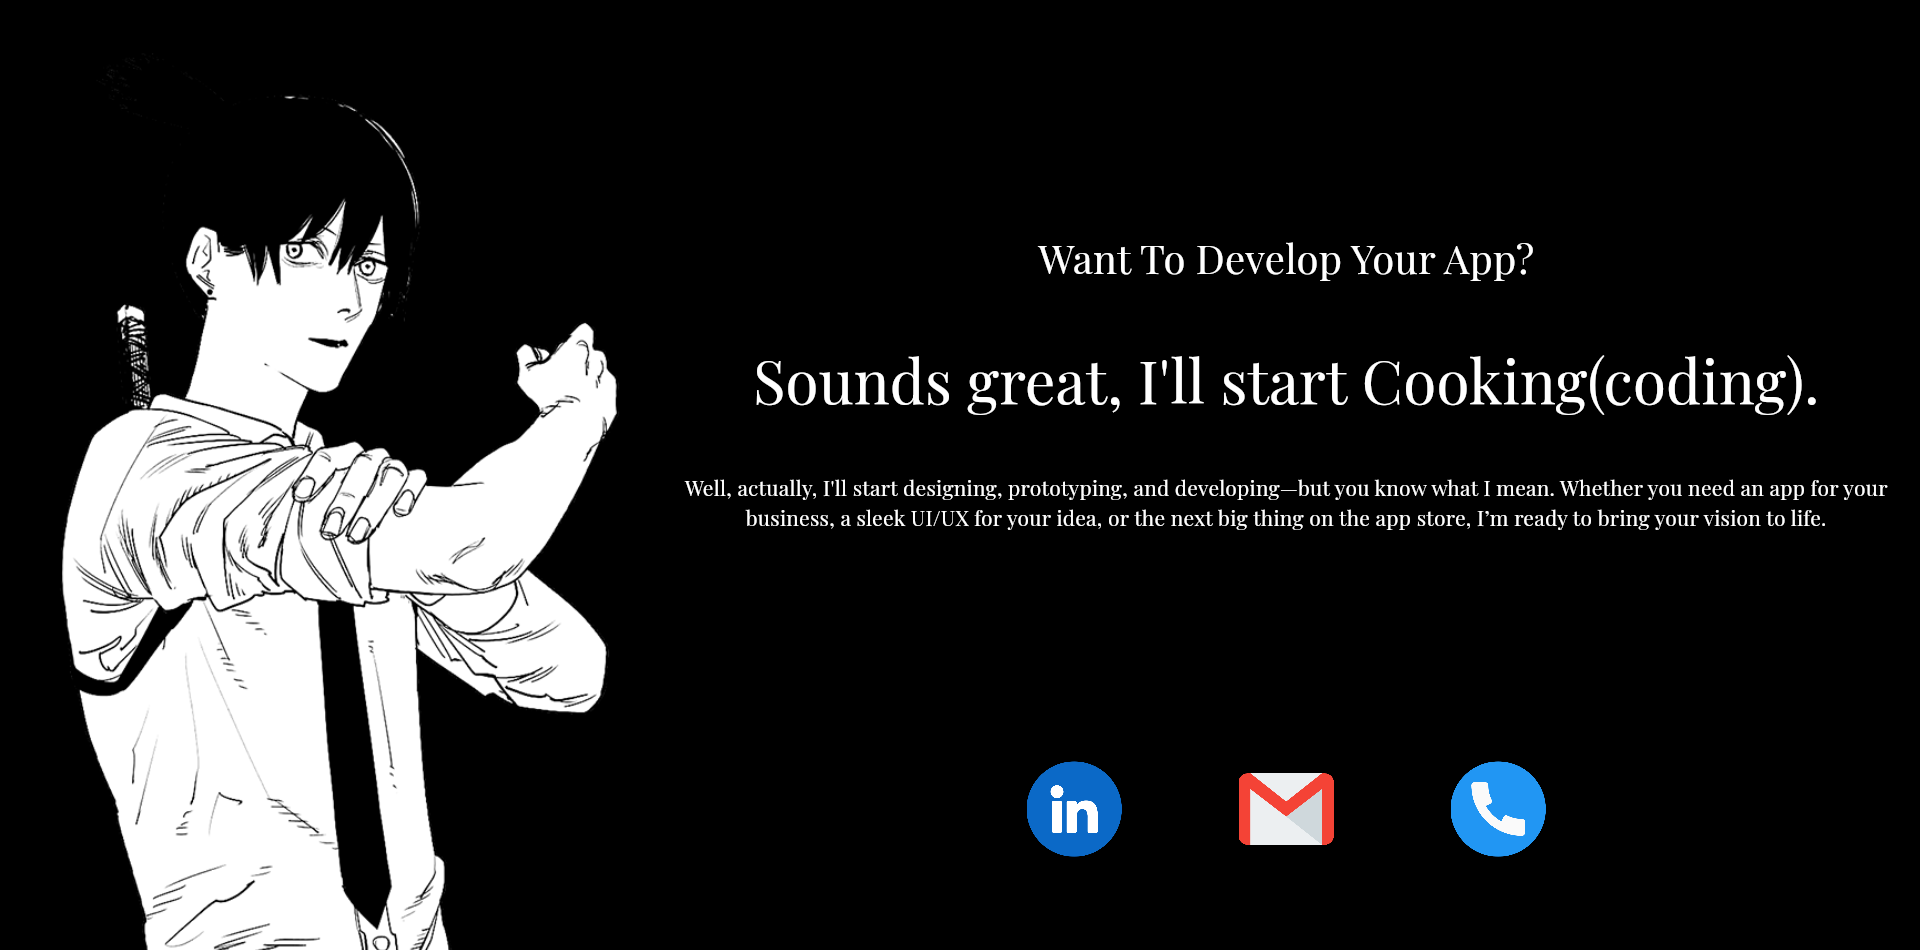 Want To Develop Your App?
Sounds great, I'll start Cooking(coding).
Well, actually, I'll start designing, prototyping, and developing—but you know what I mean. Whether you need an app for your
business, a sleek UI/UX for your idea, or the next big thing on the app store, I’m ready to bring your vision to life.
in